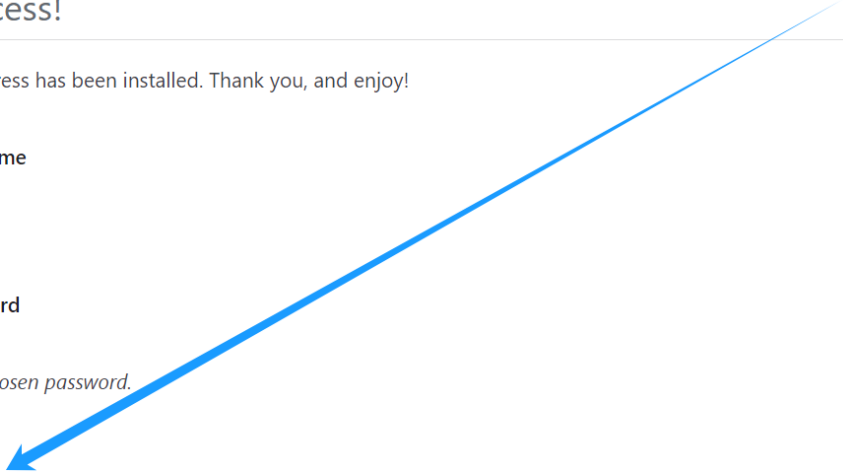 cess!
ress has been installed. Thank you, and enjoy!
me
rd
osen password.